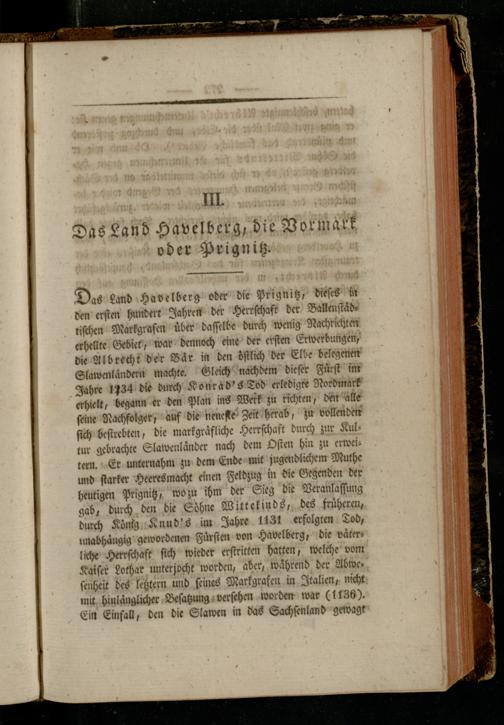 III.
Das Land Havelberg, die Vormark
oder Prignitz.
Das Land Havelberg oder die Prignitz, dieses in
den ersten hundert Jahren der Herrschaft der Ballenstäd-
tischen Markgrafen über dasselbe durch wenig Nachrichten
erhellte Gebiet, war dennoch eine der ersten Erwerbungen,
die Albrecht der Bär in den östlich der Elbe belegenen
Slawenländern machte. Gleich nachdem dieser Fürst im
Jahre 1134 die durch Konrad's Tod erledigte Nordmark
erhielt, begann er den Plan ins Werk zu richten, den alle
seine Nachfolger, auf die neueste Zeit herab, zu vollenden
sich bestrebten, die markgräfliche Herrschaft durch zur Kul-
tur gebrachte Slawenländer nach dem Osten hin zu erwei-
tern. Er unternahm zu dem Ende mit jugendlichem Muthe
und starker Heeresmacht einen Feldzug in die Gegenden der
heutigen Prignitz, wozu ihm der Sieg die Veranlassung
gab, durch den die Söhne Wittekinds, des früheren,
durch König Knud's im Jahre 1131 erfolgten Tod,
unabhängig gewordenen Fürsten von Havelberg, die väter-
liche Herrschaft sich wieder erstritten hatten, welche vom
Kaiser Lothar unterjocht worden, aber, während der Abwe-
senheit des letztern und seines Markgrafen in Italien, nicht
mit hinlänglicher Besatzung versehen worden war (1136).
Ein Einfall, den die Slawen in das Sachsenland gewagt